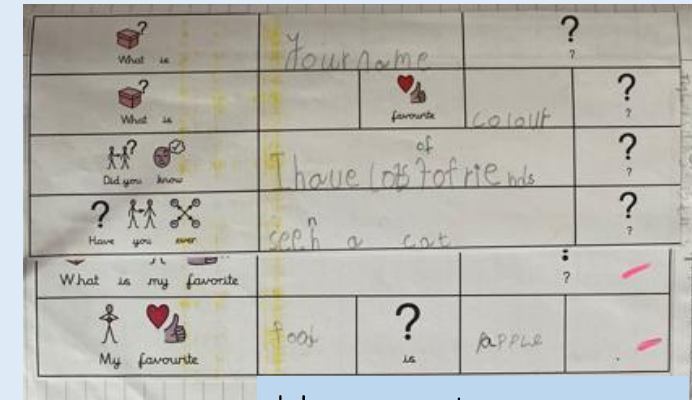 What is your name ? ?
What is favourite colour ? ?
of
Did you know I have lots of friends ? ?
? Have you ever seen a cat ? ?
What is my favorite ?
My favourite food ? is apple .